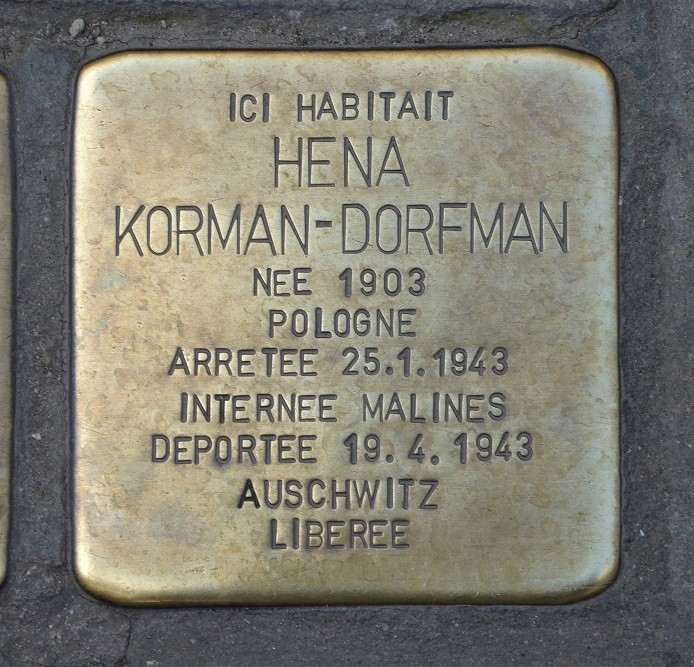 ICI HABITAIT
HENA
KORMAN-DORFMAN
NEE 1903
POLOGNE
ARRETEE 25.1.1943
INTERNEE MALINES
DEPORTEE 19.4.1943
AUSCHWITZ
LIBEREE